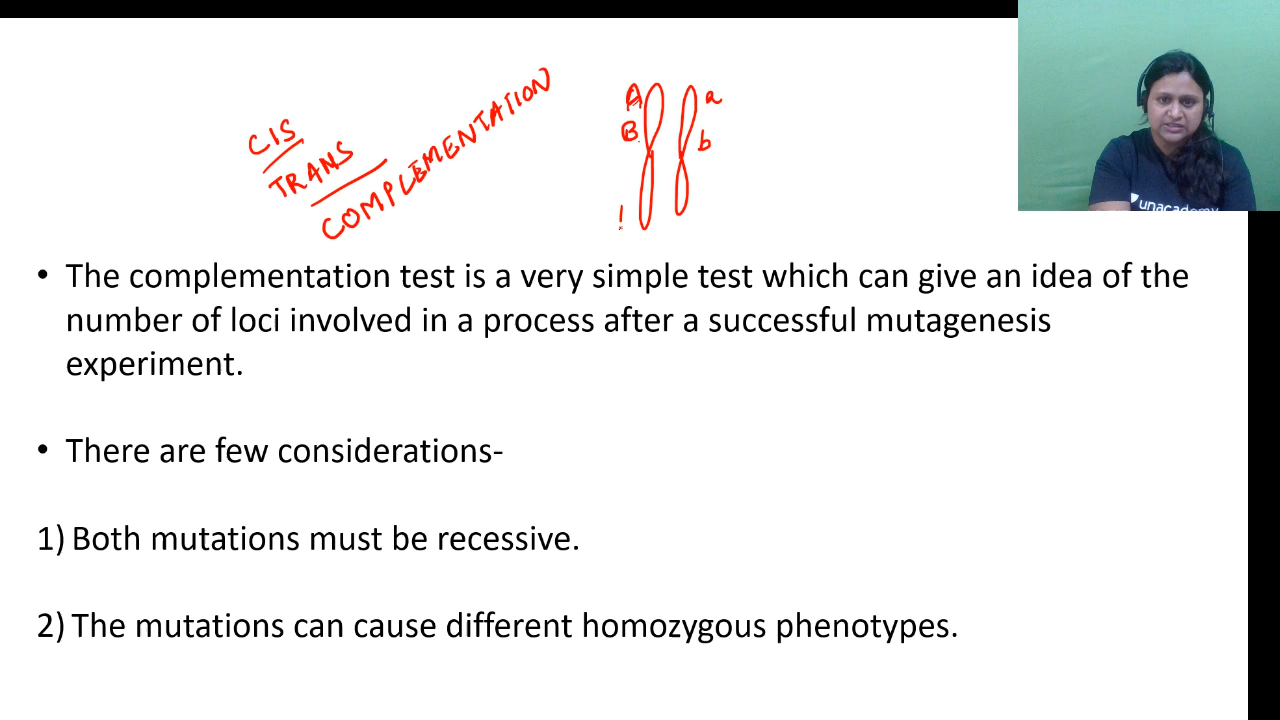 CIS
TRANS
COMPLEMENTATION
A
B
a
b
unacademy
• The complementation test is a very simple test which can give an idea of the
number of loci involved in a process after a successful mutagenesis
experiment.
• There are few considerations-
1) Both mutations must be recessive.
2) The mutations can cause different homozygous phenotypes.